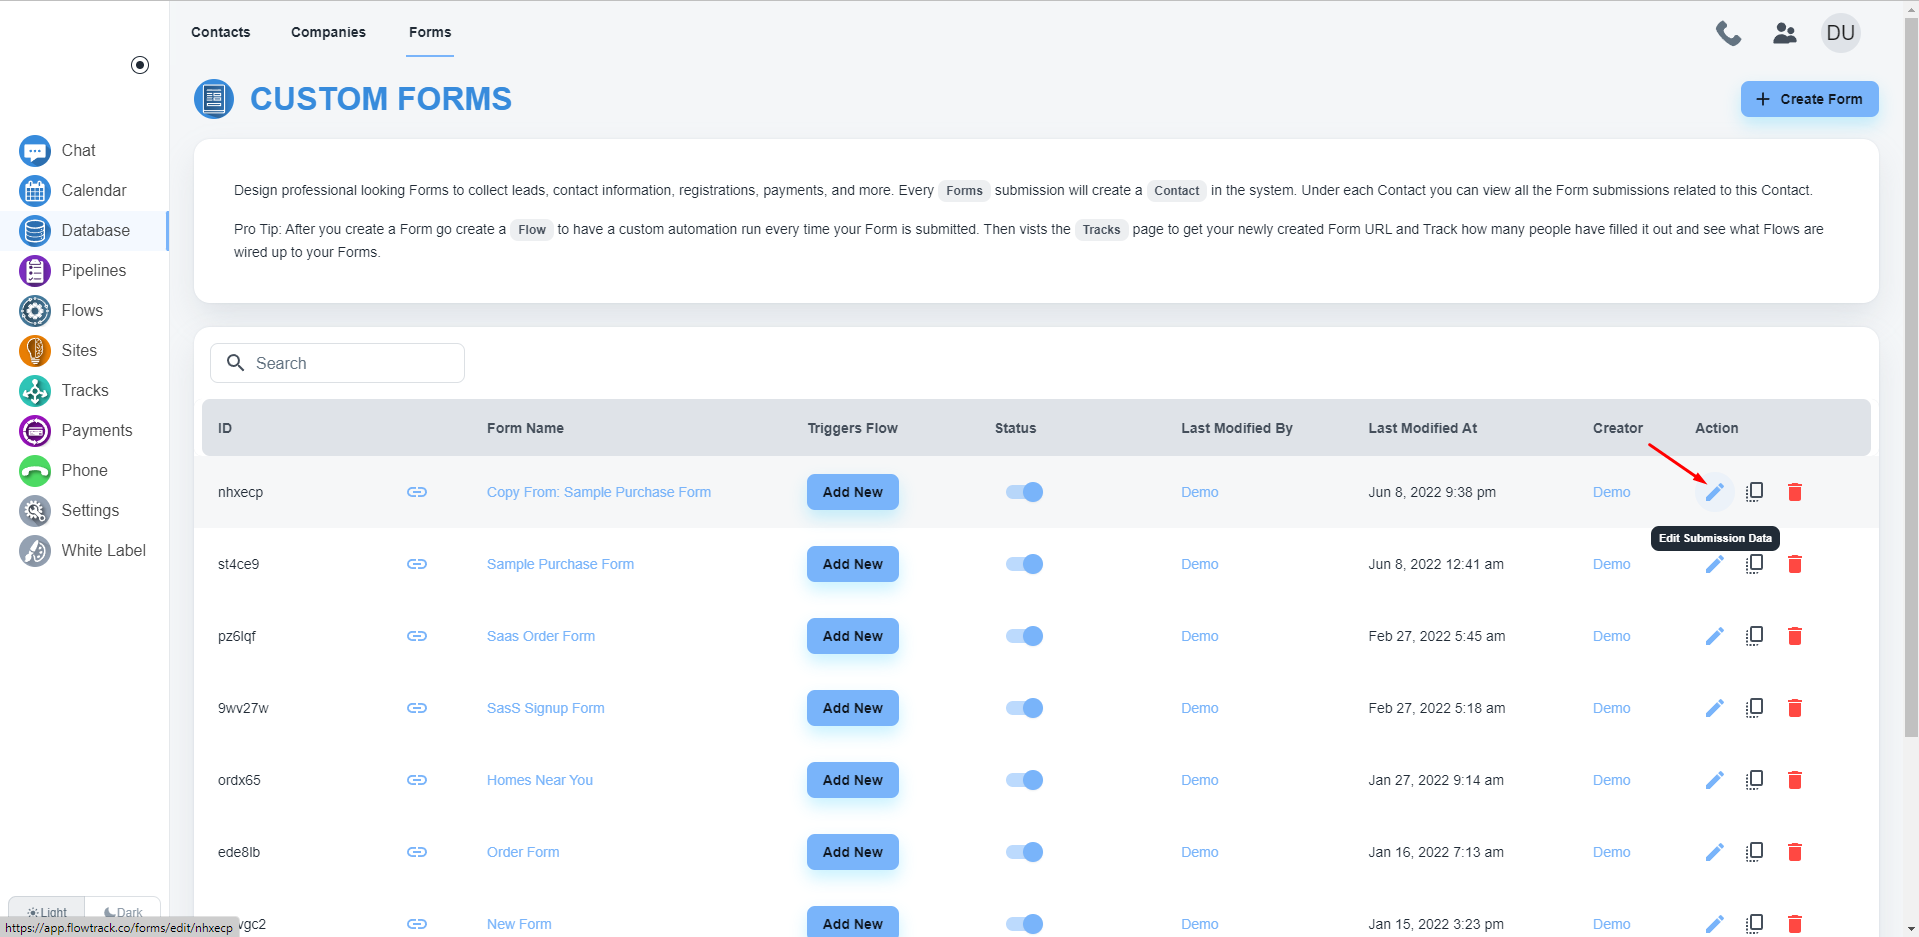 Contacts Companies Forms DU
CUSTOM FORMS
+ Create Form
Chat
Calendar
Database
Pipelines
Flows
Sites
Tracks
Payments
Phone
Settings
White Label
Design professional looking Forms to collect leads, contact information, registrations, payments, and more. Every Forms submission will create a Contact in the system. Under each Contact you can view all the Form submissions related to this Contact.
Pro Tip: After you create a Form go create a Flow to have a custom automation run every time your Form is submitted. Then vists the Tracks page to get your newly created Form URL and Track how many people have filled it out and see what Flows are
wired up to your Forms.
Search
ID Form Name Triggers Flow Status Last Modified By Last Modified At Creator Action
nhxecp Copy From: Sample Purchase Form Add New Demo Jun 8, 2022 9:38 pm Demo
Edit Submission Data
st4ce9 Sample Purchase Form Add New Demo Jun 8, 2022 12:41 am Demo
pz6lqf Saas Order Form Add New Demo Feb 27, 2022 5:45 am Demo
9wv27w SasS Signup Form Add New Demo Feb 27, 2022 5:18 am Demo
ordx65 Homes Near You Add New Demo Jan 27, 2022 9:14 am Demo
ede8lb Order Form Add New Demo Jan 16, 2022 7:13 am Demo
vgc2 New Form Add New Demo Jan 15, 2022 3:23 pm Demo
Light Dark
https://app.flowtrack.co/forms/edit/nhxecp